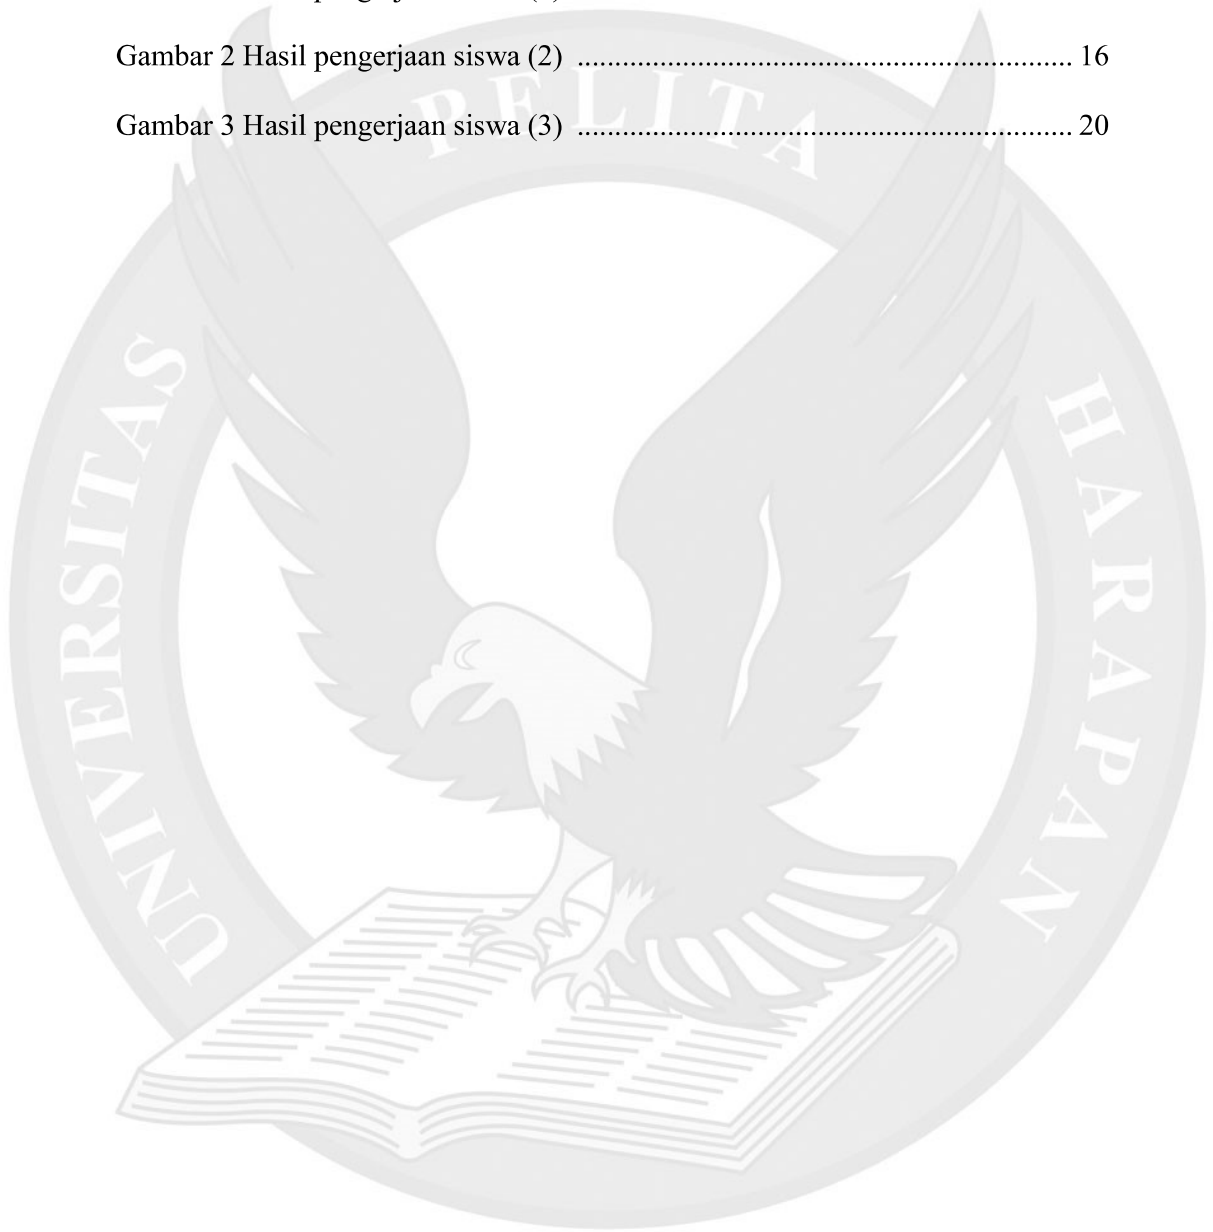 Gambar 2 Hasil pengerjaan siswa (2) .................................................................. 16
Gambar 3 Hasil pengerjaan siswa (3) .................................................................. 20
UNIVERSITAS PELITA HARAPAN